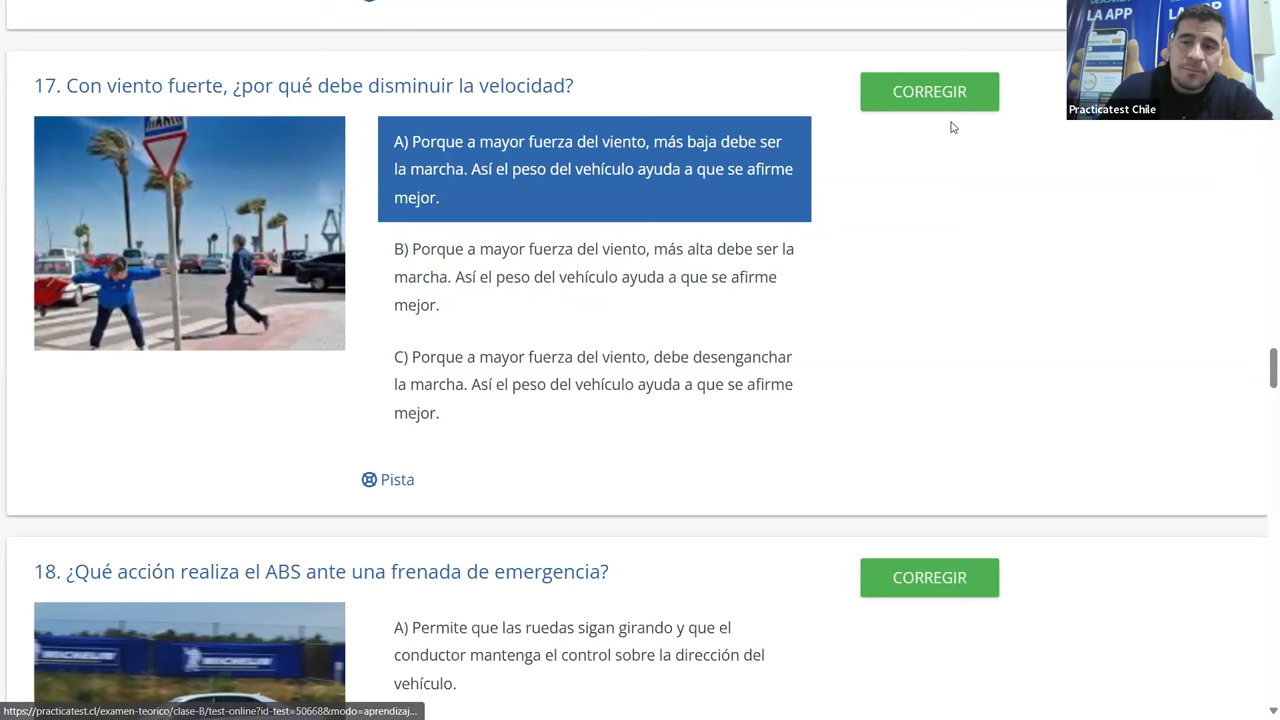 LA APP
LA APP
Practicatest Chile
17. Con viento fuerte, ¿por qué debe disminuir la velocidad?
CORREGIR
A) Porque a mayor fuerza del viento, más baja debe ser
la marcha. Así el peso del vehículo ayuda a que se afirme
mejor.
B) Porque a mayor fuerza del viento, más alta debe ser la
marcha. Así el peso del vehículo ayuda a que se afirme
mejor.
C) Porque a mayor fuerza del viento, debe desenganchar
la marcha. Así el peso del vehículo ayuda a que se afirme
mejor.
Pista
18. ¿Qué acción realiza el ABS ante una frenada de emergencia?
CORREGIR
MICHELIN
MICHELIN
A) Permite que las ruedas sigan girando y que el
conductor mantenga el control sobre la dirección del
vehículo.
https://practicatest.cl/examen-teorico/clase-B/test-online?id-test=50668&modo=aprendizaj...